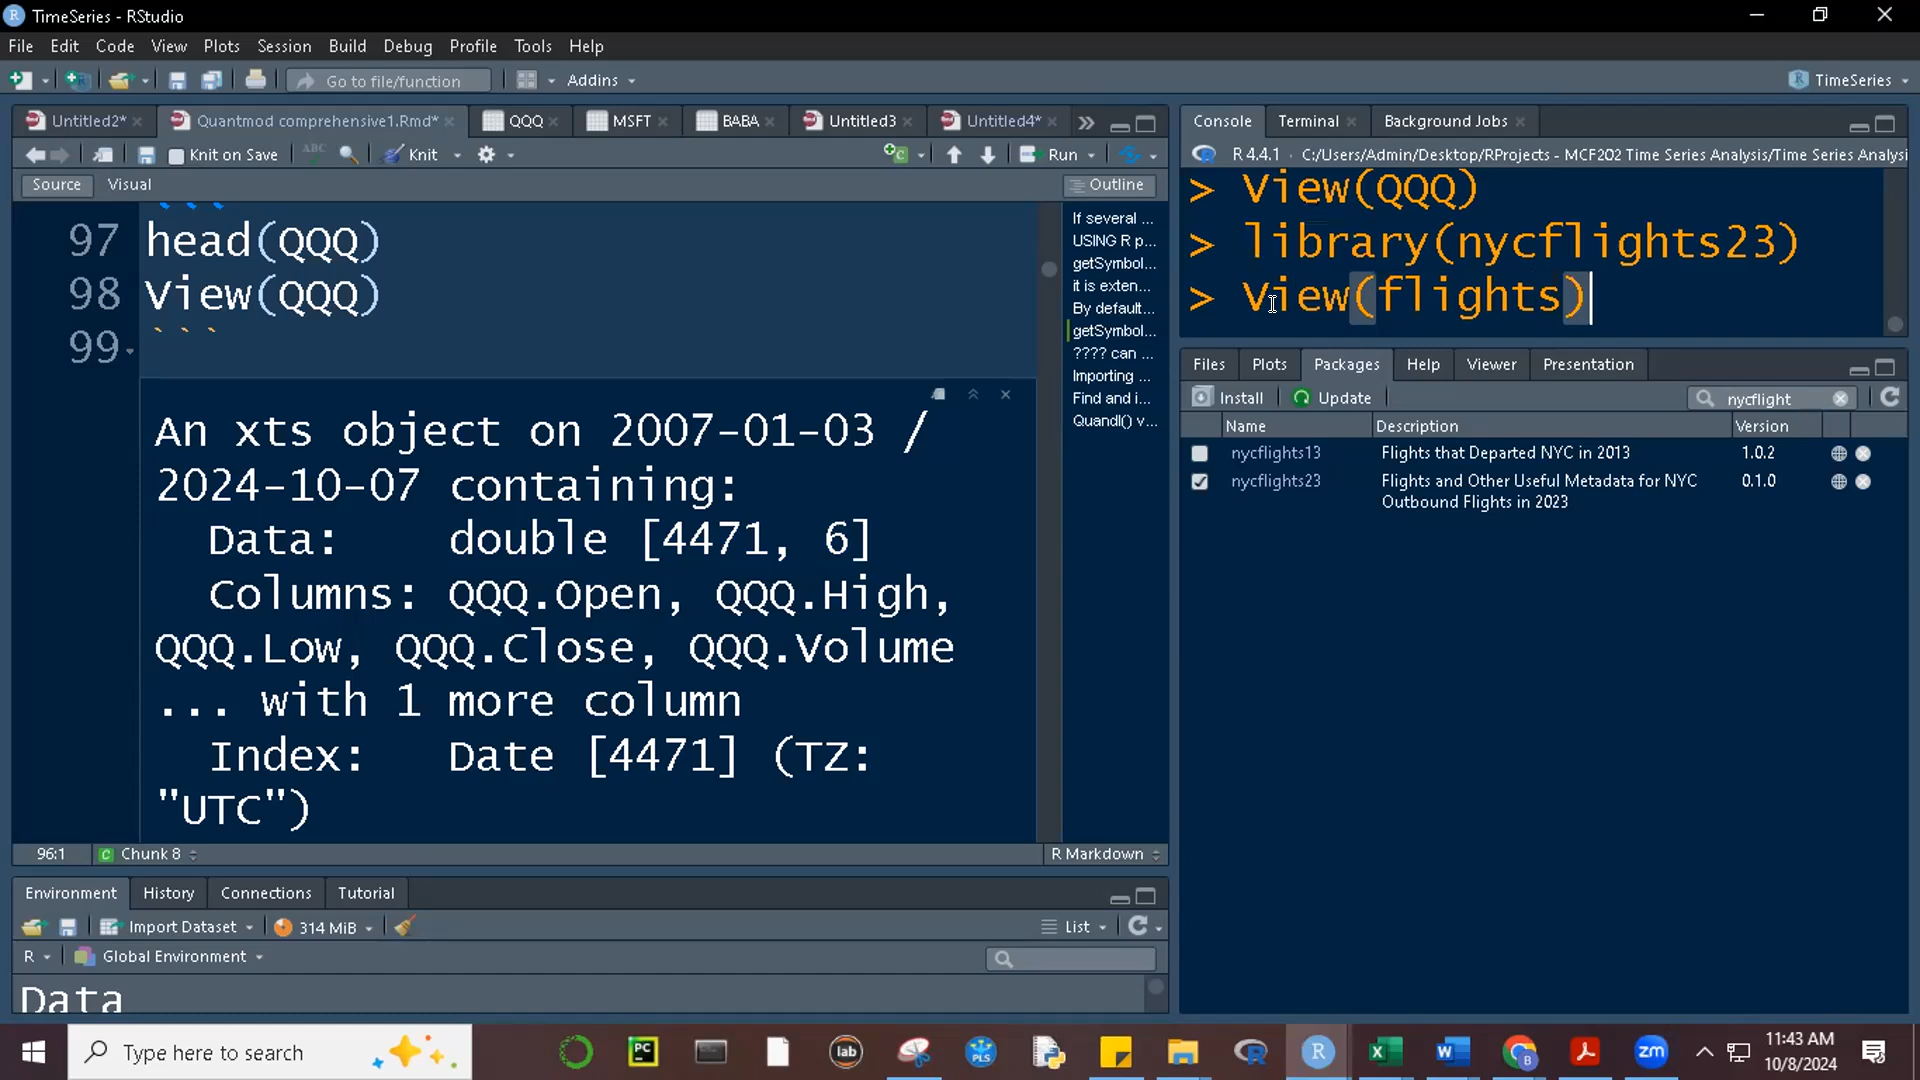 TimeSeries - RStudio
File Edit Code View Plots Session Build Debug Profile Tools Help
Go to file/function Addins TimeSeries
Untitled2* Quantmod comprehensive1.Rmd* QQQ MSFT BABA Untitled3 Untitled4*
Knit on Save ABC Knit Run
Source Visual Outline
```
97 head(QQQ)
98 View(QQQ)
99 ```
An xts object on 2007-01-03 /
2024-10-07 containing:
Data: double [4471, 6]
Columns: QQQ.Open, QQQ.High,
QQQ.Low, QQQ.Close, QQQ.Volume
... with 1 more column
Index: Date [4471] (TZ:
"UTC")
If several ...
USING R p...
getSymbol...
it is exten...
By default...
getSymbol...
???? can ...
Importing ...
Find and i...
Quandl() v...
96:1 Chunk 8 R Markdown
Environment History Connections Tutorial
Import Dataset 314 MiB List
R Global Environment
Data
Console Terminal Background Jobs
R 4.4.1 · C:/Users/Admin/Desktop/RProjects - MCF202 Time Series Analysis/Time Series Analysi
> View(QQQ)
> library(nycflights23)
> View(flights)
Files Plots Packages Help Viewer Presentation
Install Update nycflight
Name Description Version
nycflights13 Flights that Departed NYC in 2013 1.0.2
nycflights23 Flights and Other Useful Metadata for NYC 0.1.0
Outbound Flights in 2023
Type here to search
PC
lab
PLS
R
R
zm
11:43 AM
10/8/2024